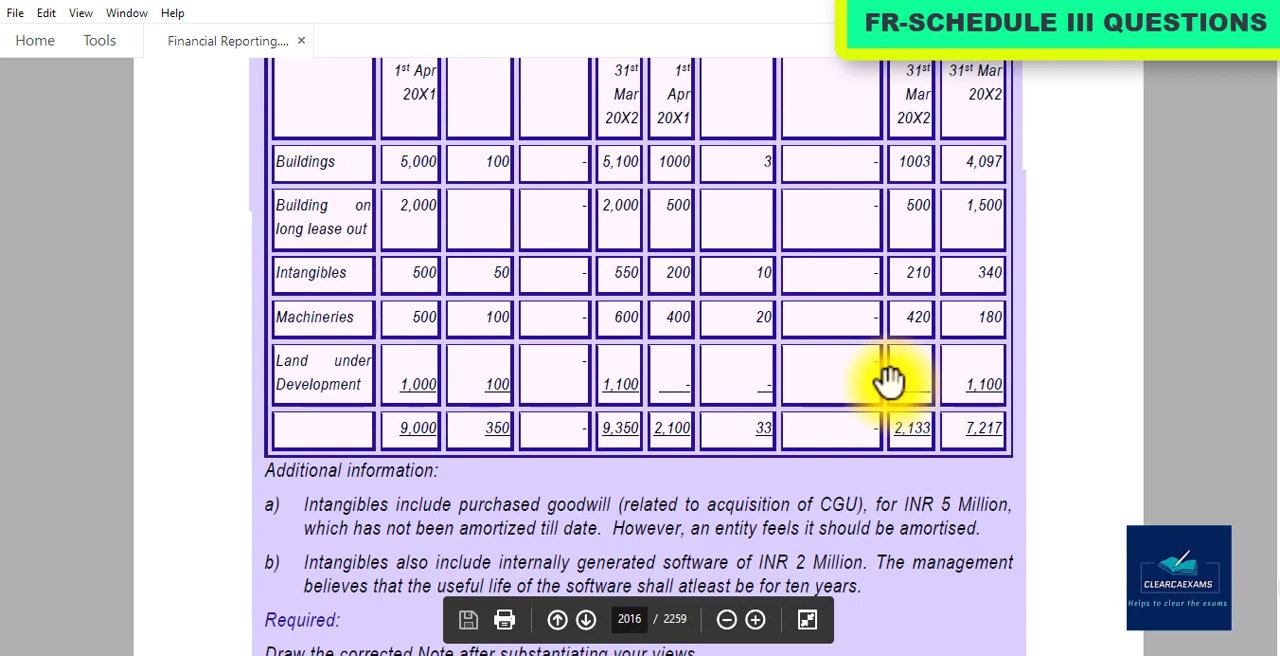 File Edit View Window Help
FR-SCHEDULE III QUESTIONS
Home Tools Financial Reporting.... ×
1st Apr 20X1 31st Mar 20X2 1st Apr 20X1 31st Mar 20X2 31st Mar 20X2
Buildings 5,000 100 - 5,100 1000 3 - 1003 4,097
Building on long lease out 2,000 - 2,000 500 - 500 1,500
Intangibles 500 50 - 550 200 10 - 210 340
Machineries 500 100 - 600 400 20 - 420 180
Land under Development 1,000 100 - 1,100 - - - 1,100
9,000 350 - 9,350 2,100 33 - 2,133 7,217
Additional information:
a) Intangibles include purchased goodwill (related to acquisition of CGU), for INR 5 Million,
which has not been amortized till date. However, an entity feels it should be amortised.
b) Intangibles also include internally generated software of INR 2 Million. The management
believes that the useful life of the software shall atleast be for ten years.
CLEARCAEXAMS
Helps to clear the exams
2016 / 2259
Required:
Draw the corrected Note after substantiating your views.